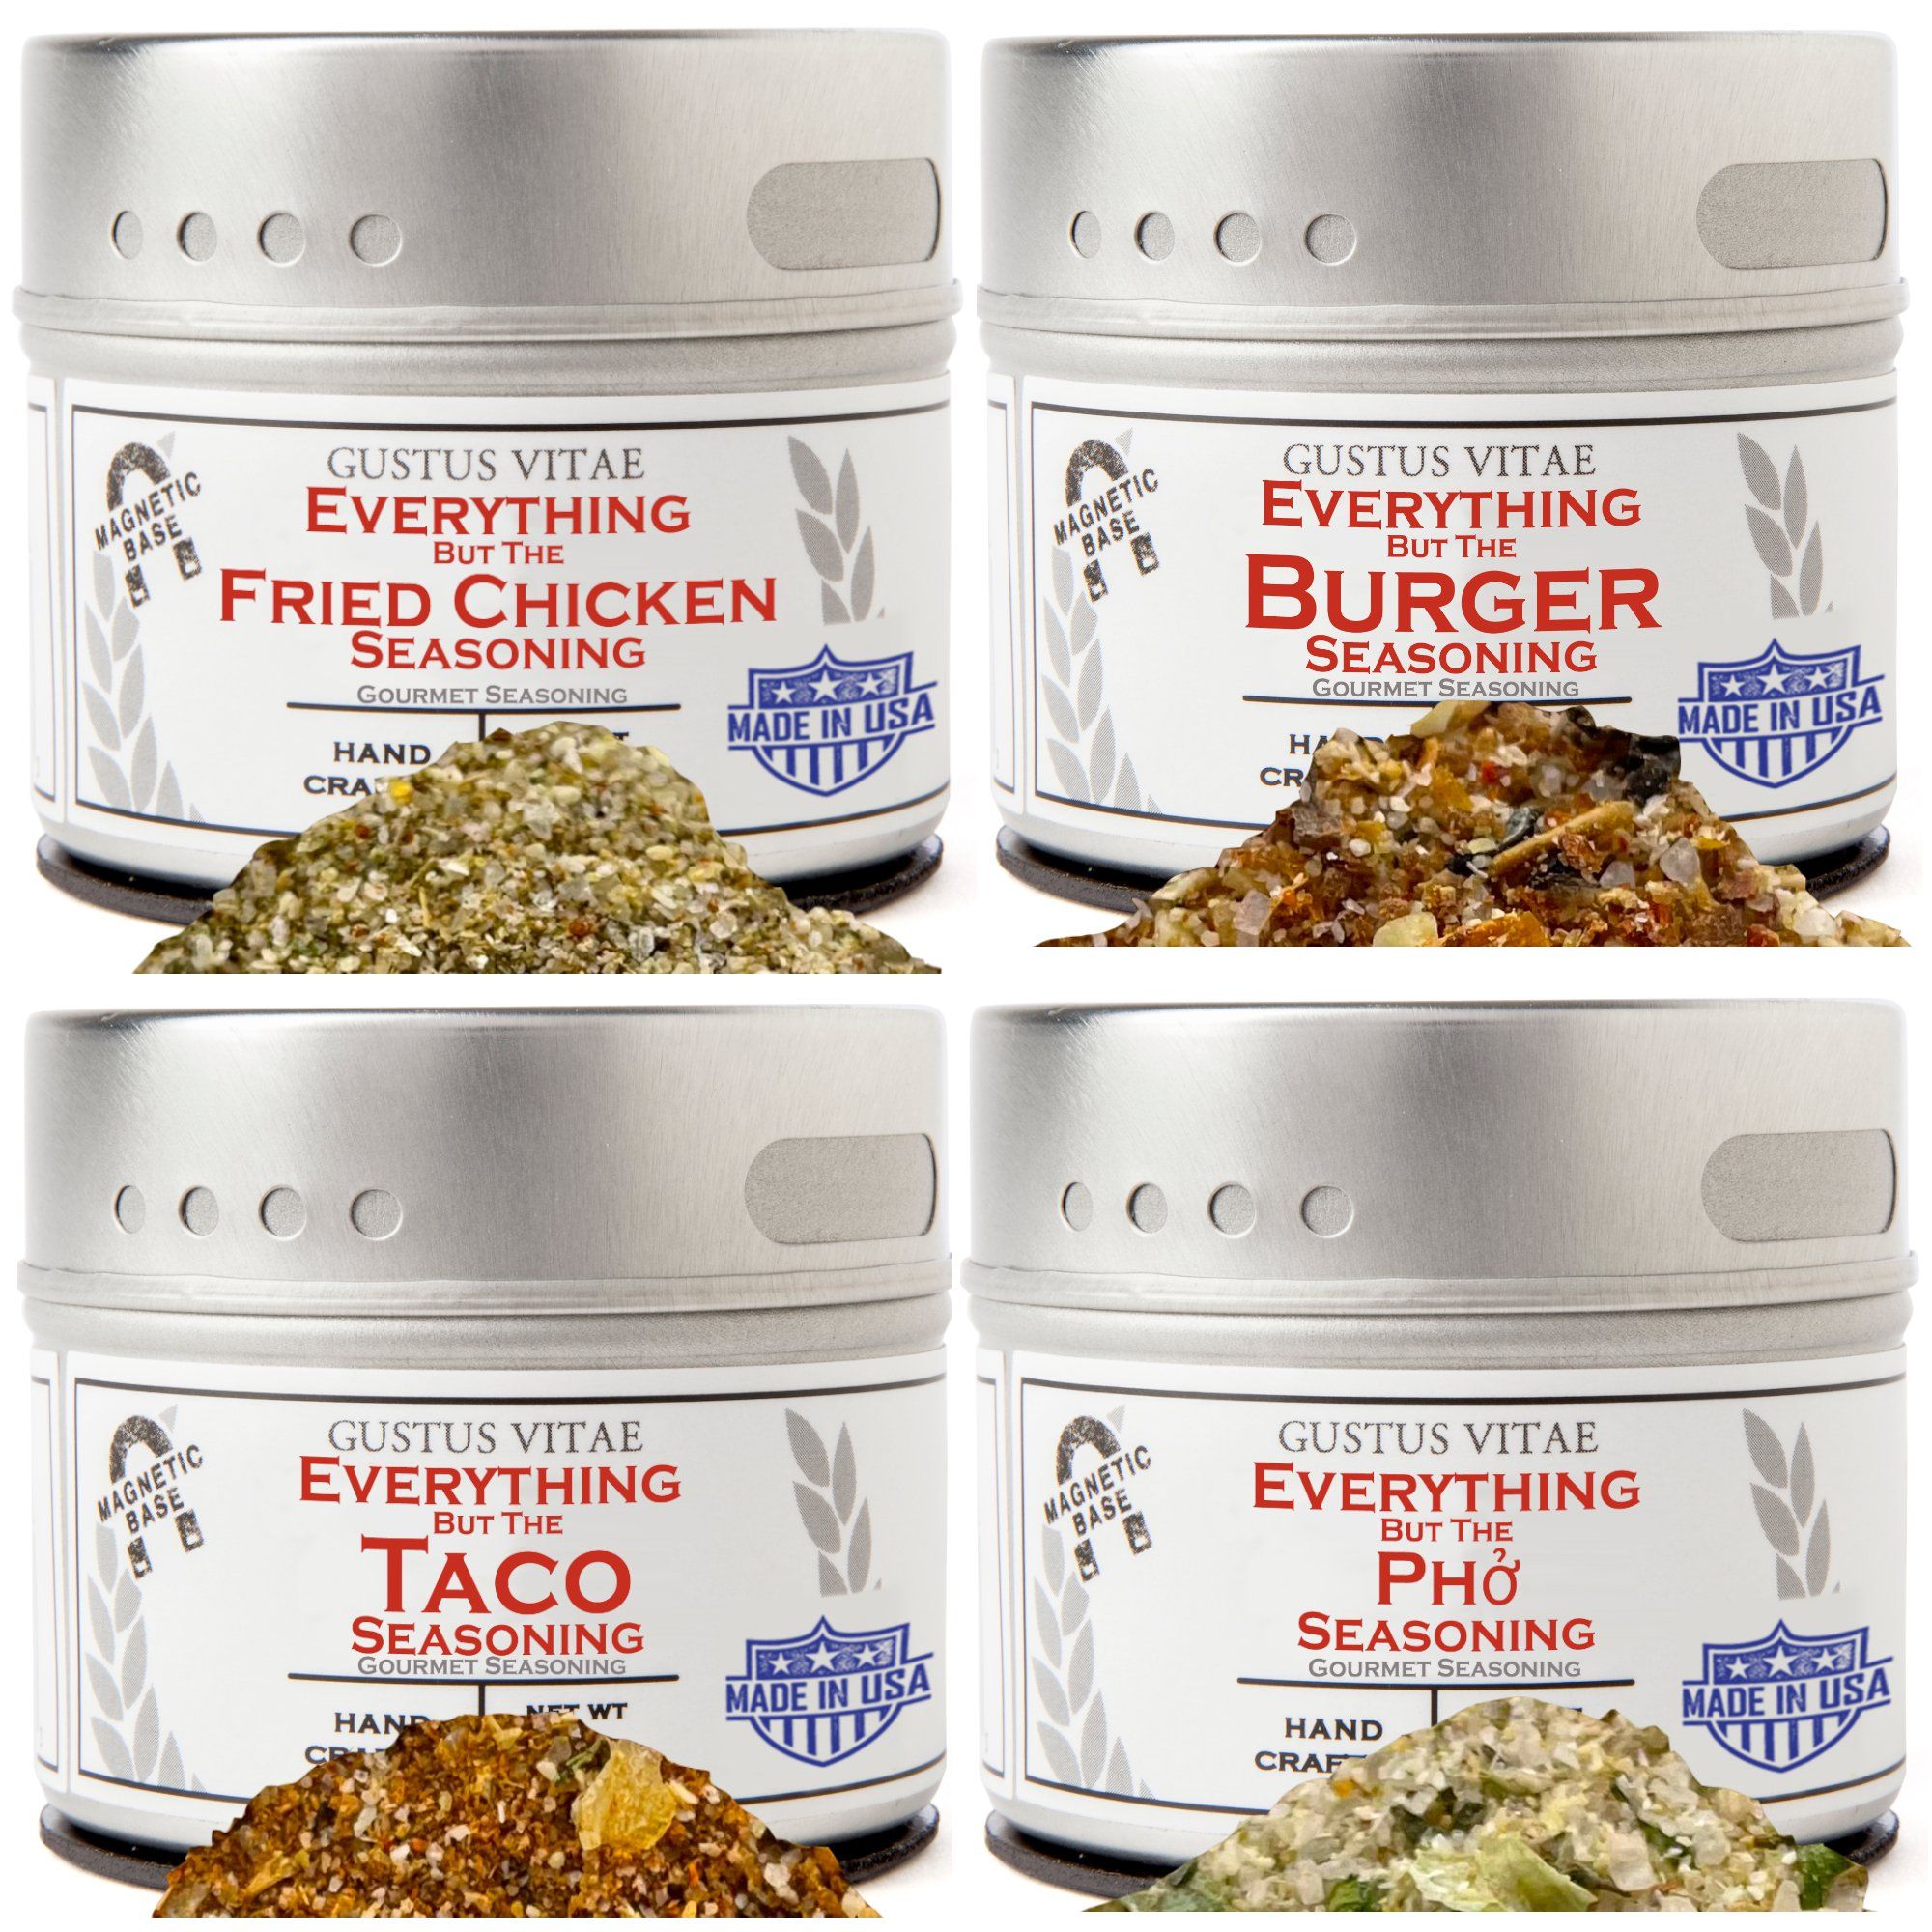 GUSTUS VITAE
EVERYTHING
BUT THE
FRIED CHICKEN
SEASONING
GOURMET SEASONING
HAND
MAGNETIC
BASE
MADE IN USA
GUSTUS VITAE
EVERYTHING
BUT THE
BURGER
SEASONING
GOURMET SEASONING
MAGNETIC
BASE
MADE IN USA
GUSTUS VITAE
EVERYTHING
BUT THE
TACO
SEASONING
GOURMET SEASONING
HAND
NET WT
MAGNETIC
BASE
MADE IN USA
GUSTUS VITAE
EVERYTHING
BUT THE
PHỞ
SEASONING
GOURMET SEASONING
HAND
MAGNETIC
BASE
MADE IN USA